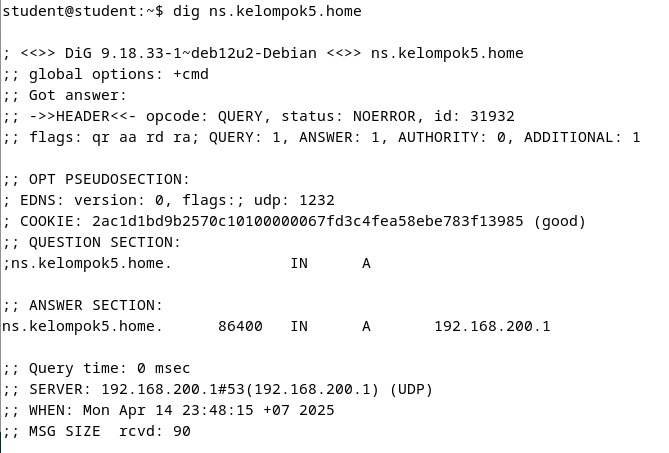 student@student:~$ dig ns.kelompok5.home
; <<>> DiG 9.18.33-1~deb12u2-Debian <<>> ns.kelompok5.home
;; global options: +cmd
;; Got answer:
;; ->>HEADER<<- opcode: QUERY, status: NOERROR, id: 31932
;; flags: qr aa rd ra; QUERY: 1, ANSWER: 1, AUTHORITY: 0, ADDITIONAL: 1
;; OPT PSEUDOSECTION:
; EDNS: version: 0, flags:; udp: 1232
; COOKIE: 2ac1d1bd9b2570c10100000067fd3c4fea58ebe783f13985 (good)
;; QUESTION SECTION:
;ns.kelompok5.home.             IN      A
;; ANSWER SECTION:
ns.kelompok5.home.      86400   IN      A       192.168.200.1
;; Query time: 0 msec
;; SERVER: 192.168.200.1#53(192.168.200.1) (UDP)
;; WHEN: Mon Apr 14 23:48:15 +07 2025
;; MSG SIZE  rcvd: 90